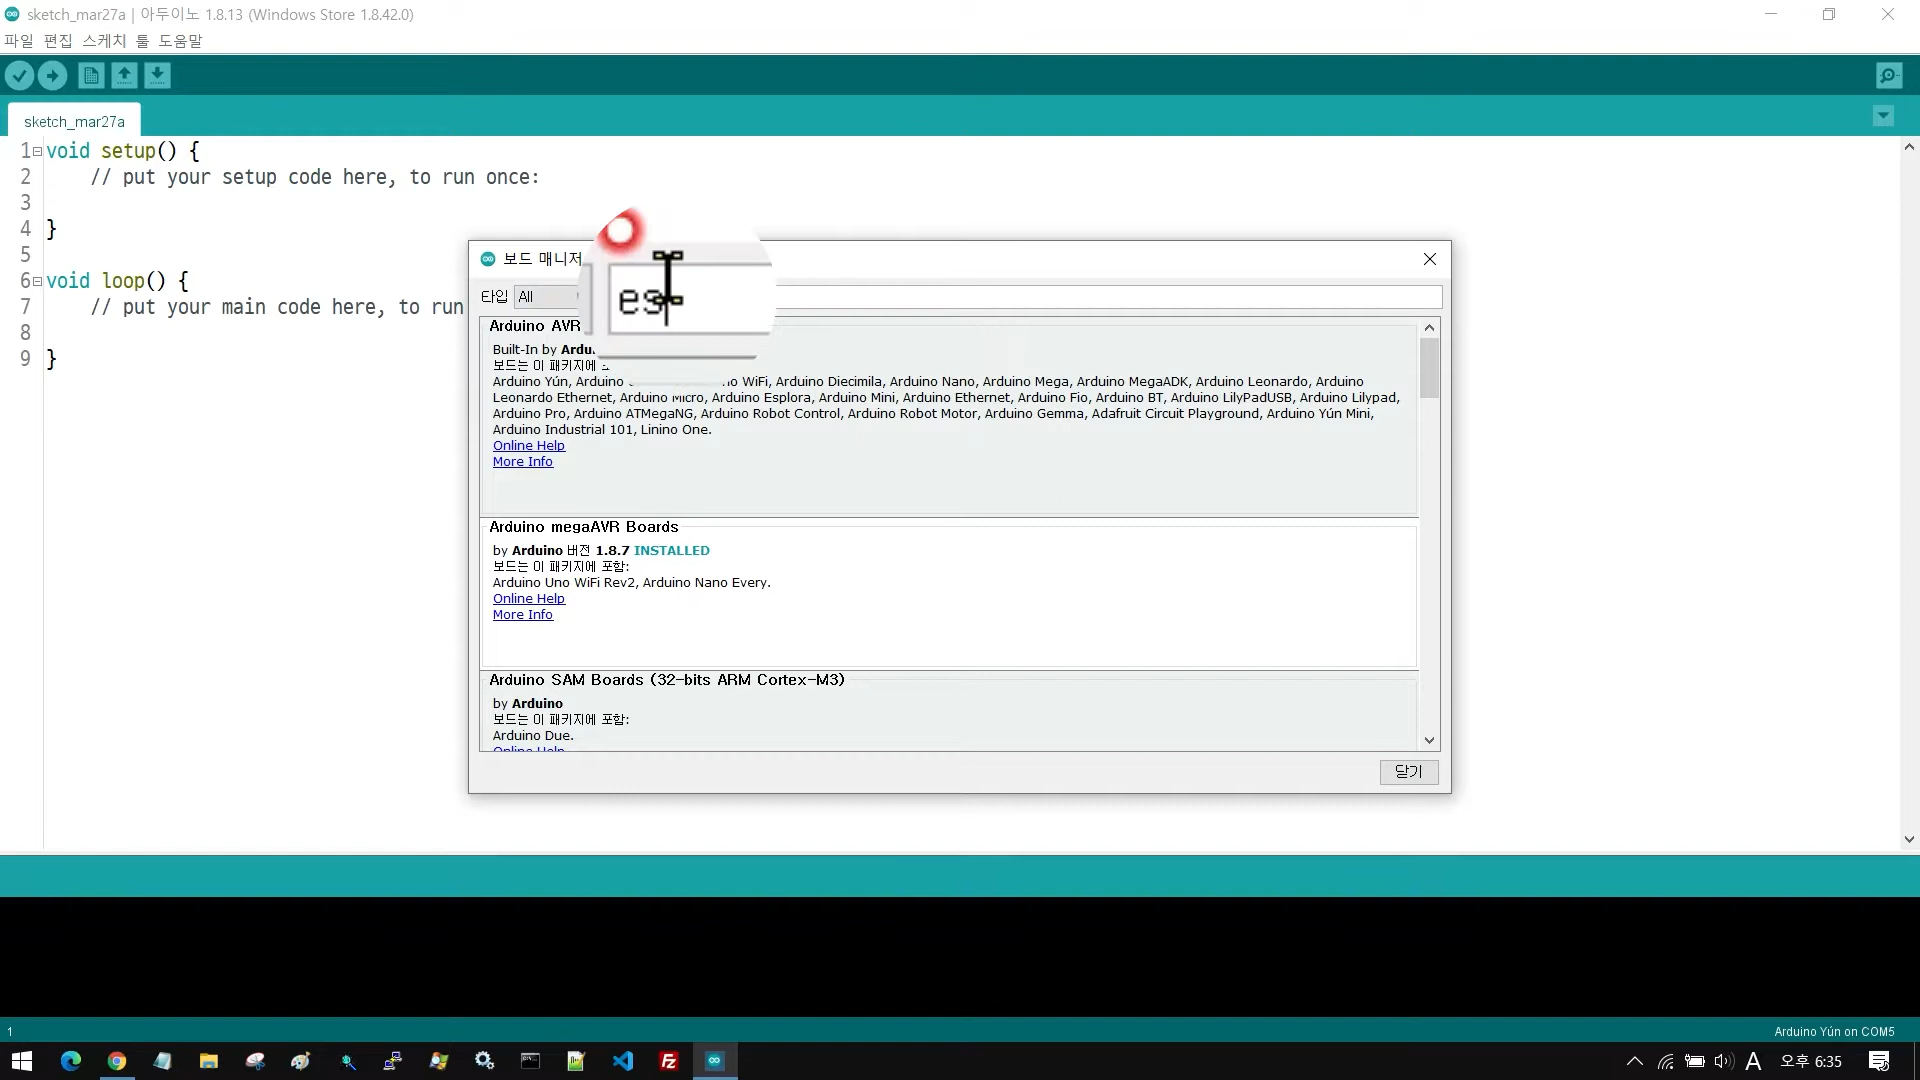 sketch_mar27a | 아두이노 1.8.13 (Windows Store 1.8.42.0)
파일 편집 스케치 툴 도움말
sketch_mar27a
1 void setup() {
2 // put your setup code here, to run once:
3
4 }
5
6 void loop() {
7 // put your main code here, to run
8
9 }
보드 매니저
타입 All
es
Arduino AVR
Built-In by
보드는 이 패키지에
Arduino Yún, Arduino WiFi, Arduino Diecimila, Arduino Nano, Arduino Mega, Arduino MegaADK, Arduino Leonardo, Arduino
Leonardo Ethernet, Arduino Micro, Arduino Esplora, Arduino Mini, Arduino Ethernet, Arduino Fio, Arduino BT, Arduino LilyPadUSB, Arduino Lilypad,
Arduino Pro, Arduino ATMegaNG, Arduino Robot Control, Arduino Robot Motor, Arduino Gemma, Adafruit Circuit Playground, Arduino Yún Mini,
Arduino Industrial 101, Linino One.
Online Help
More Info
Arduino megaAVR Boards
by Arduino 버전 1.8.7 INSTALLED
보드는 이 패키지에 포함:
Arduino Uno WiFi Rev2, Arduino Nano Every.
Online Help
More Info
Arduino SAM Boards (32-bits ARM Cortex-M3)
by Arduino
보드는 이 패키지에 포함:
Arduino Due.
Online Help
닫기
1
Arduino Yún on COM5
A 오후 6:35